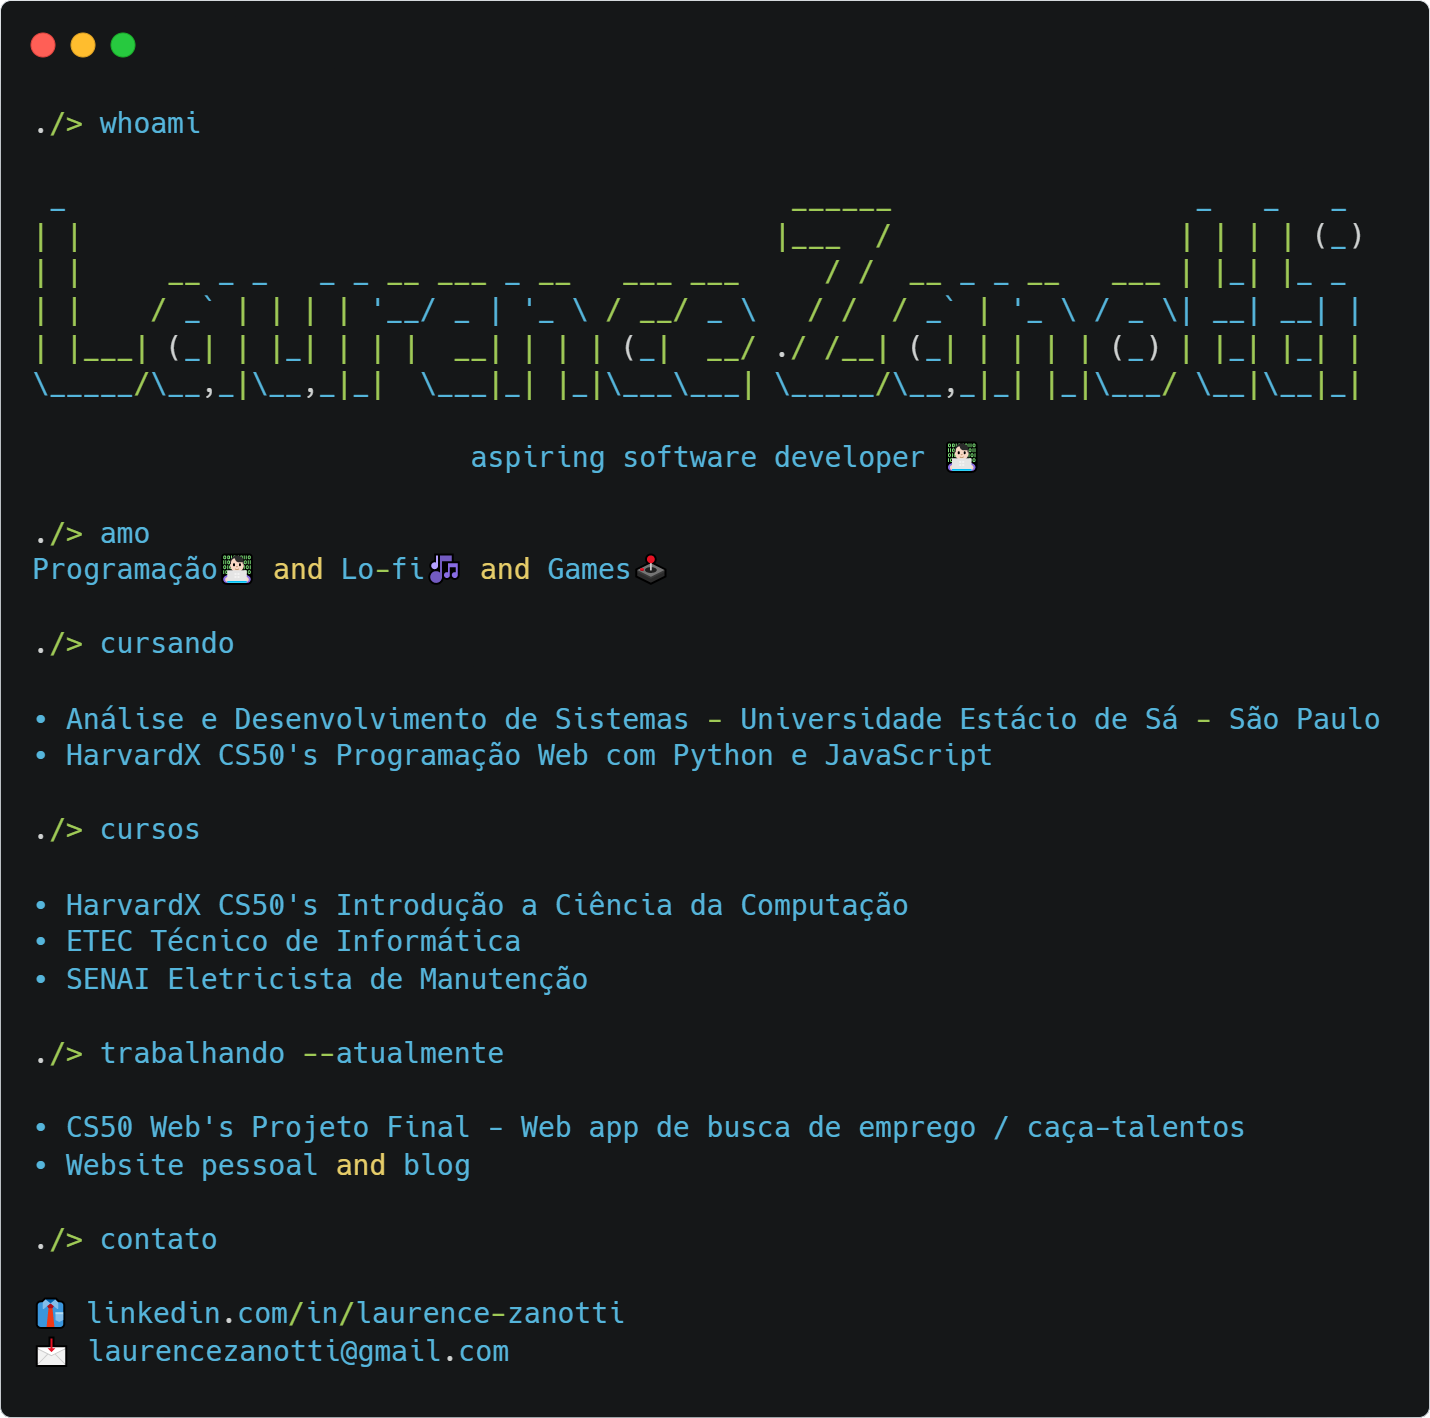 ./> whoami
Laurence Zanotti
aspiring software developer 👨🏻‍💻
./> amo
Programação👨🏻‍💻 and Lo-fi🎶 and Games🕹️
./> cursando
• Análise e Desenvolvimento de Sistemas - Universidade Estácio de Sá - São Paulo
• HarvardX CS50's Programação Web com Python e JavaScript
./> cursos
• HarvardX CS50's Introdução a Ciência da Computação
• ETEC Técnico de Informática
• SENAI Eletricista de Manutenção
./> trabalhando --atualmente
• CS50 Web's Projeto Final - Web app de busca de emprego / caça-talentos
• Website pessoal and blog
./> contato
👔 linkedin.com/in/laurence-zanotti
📩 laurencezanotti@gmail.com